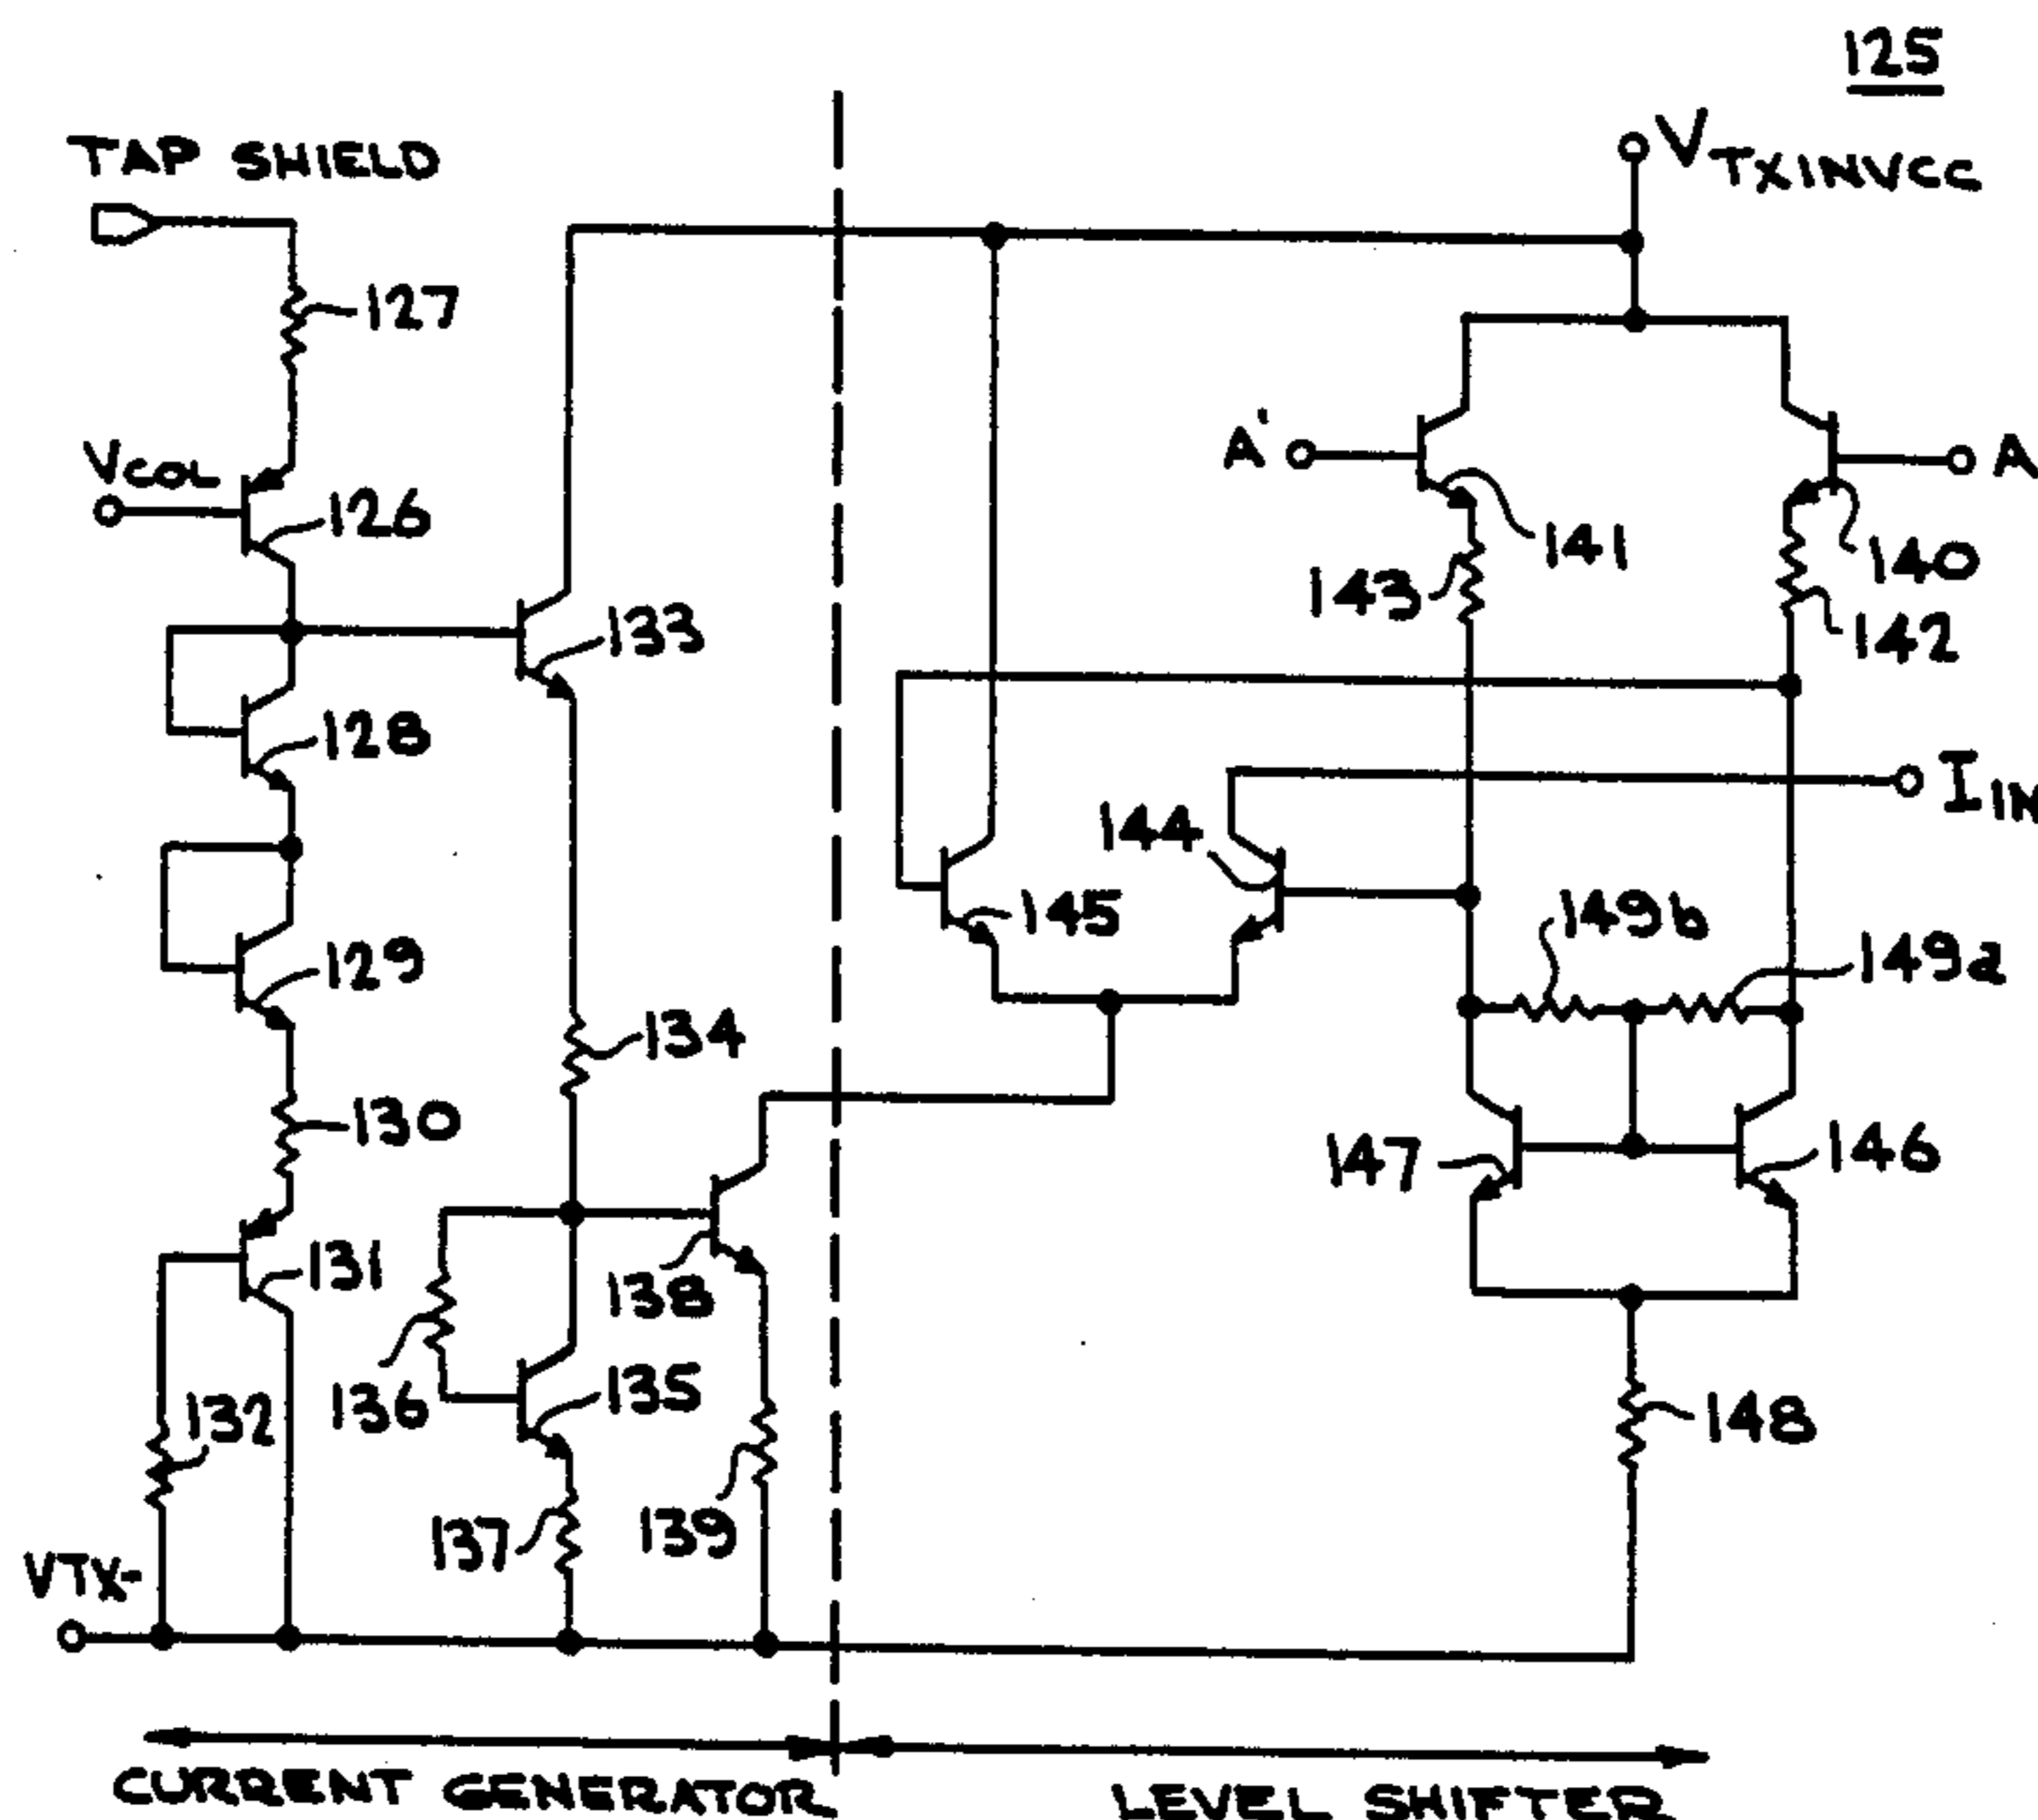 125
TAP SHIELD
VTXINVCC
127
A'
A
VCOL
126
141
140
143
133
142
128
IIN
144
145
149b
149a
129
134
130
147
146
131
138
132
136
135
148
137
139
VTX-
CURRENT GENERATOR
LEVEL SHIFTER